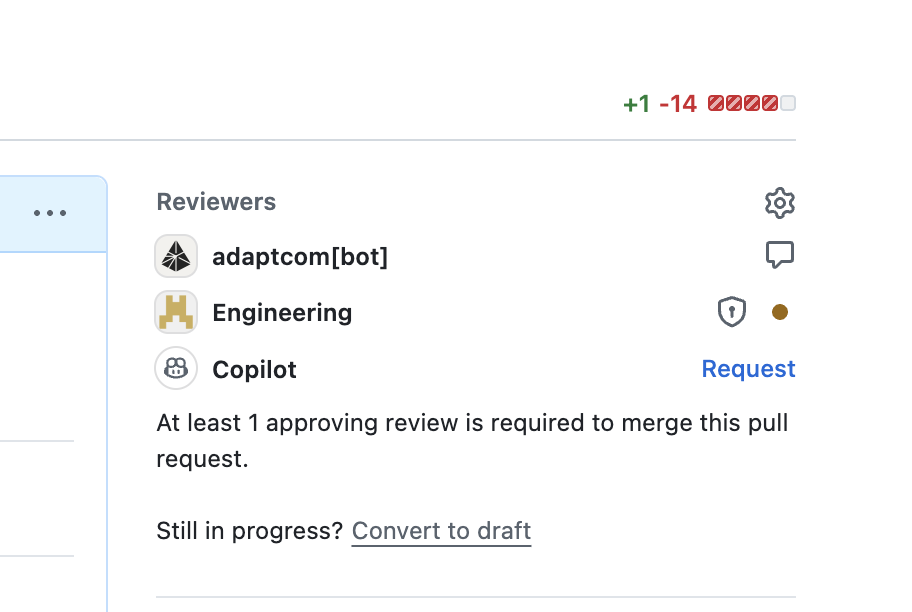 +1 -14
Reviewers
adaptcom[bot]
Engineering
Copilot Request
At least 1 approving review is required to merge this pull
request.
Still in progress? Convert to draft